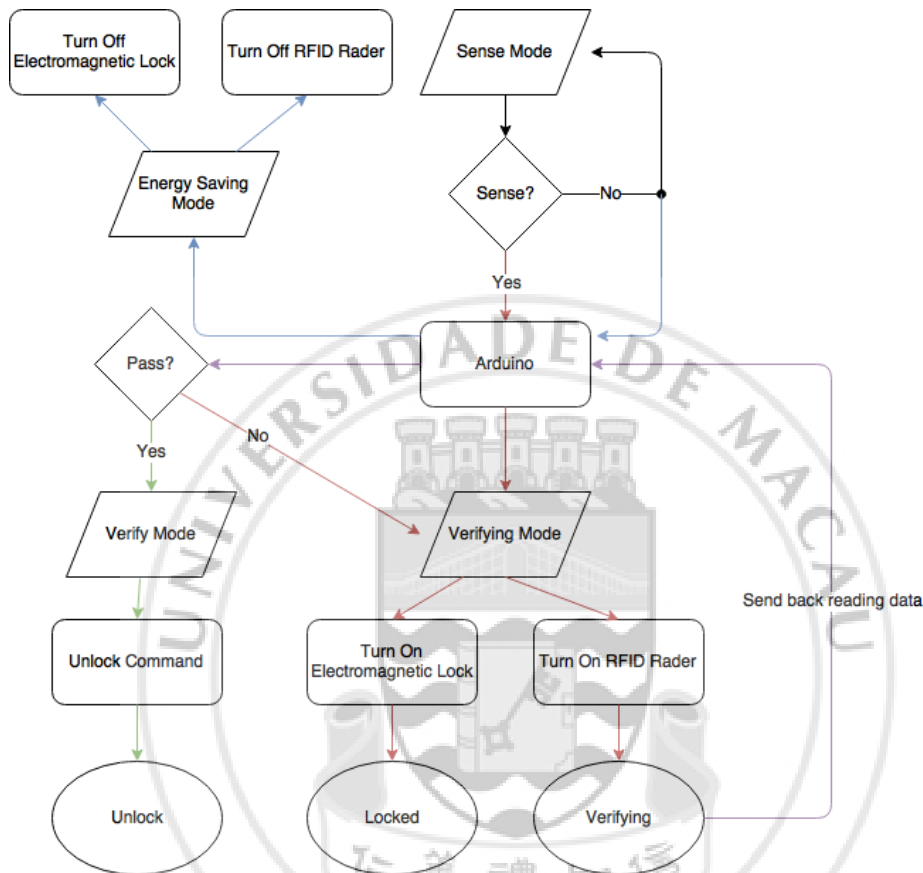 Turn Off
Electromagnetic Lock
Turn Off RFID Rader
Sense Mode
Energy Saving
Mode
Sense?
No
Yes
Pass?
Arduino
No
Yes
Verify Mode
Verifying Mode
Send back reading data
Unlock Command
Turn On
Electromagnetic Lock
Turn On RFID Rader
Unlock
Locked
Verifying
UNIVERSIDADE DE MACAU